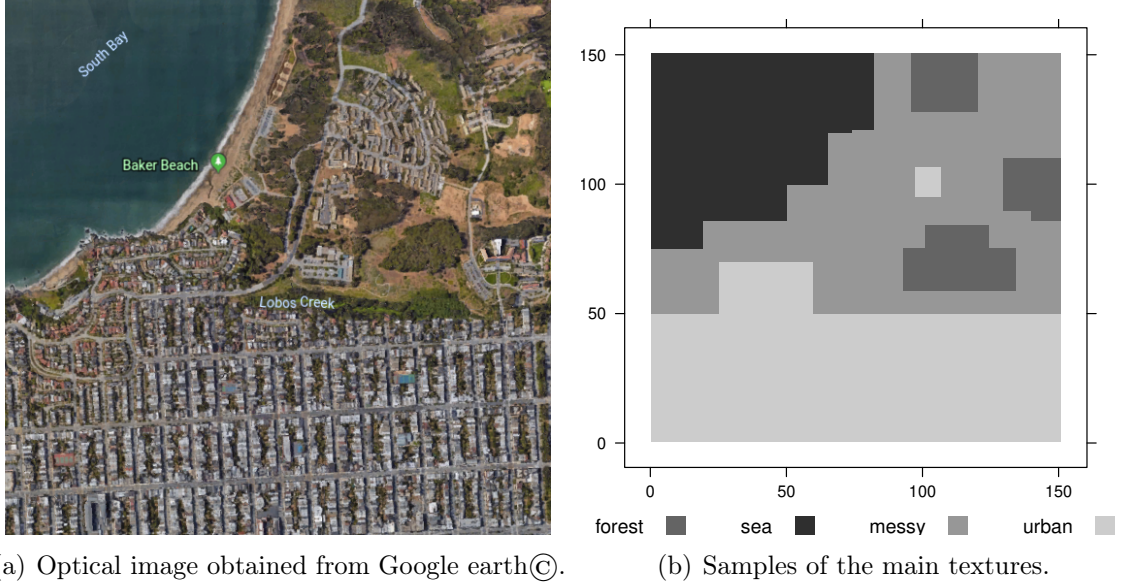 South Bay
Baker Beach
Lobos Creek
150
100
50
0
0 50 100 150
forest sea messy urban
a) Optical image obtained from Google earth©.
(b) Samples of the main textures.